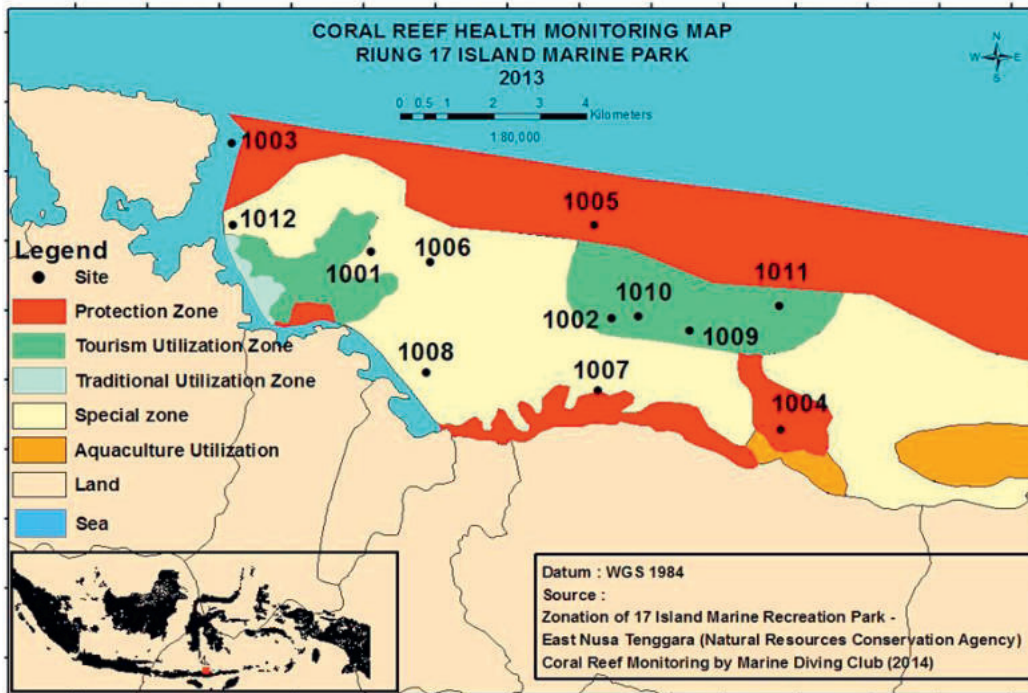 CORAL REEF HEALTH MONITORING MAP
RIUNG 17 ISLAND MARINE PARK
2013
N
W E
S
0 0.5 1 2 3 4
Kilometers
1:80,000
1003
1005
1012
1006
1001
1011
1010
1002
1009
1008
1007
1004
Legend
Site
Protection Zone
Tourism Utilization Zone
Traditional Utilization Zone
Special zone
Aquaculture Utilization
Land
Sea
Datum : WGS 1984
Source :
Zonation of 17 Island Marine Recreation Park -
East Nusa Tenggara (Natural Resources Conservation Agency)
Coral Reef Monitoring by Marine Diving Club (2014)